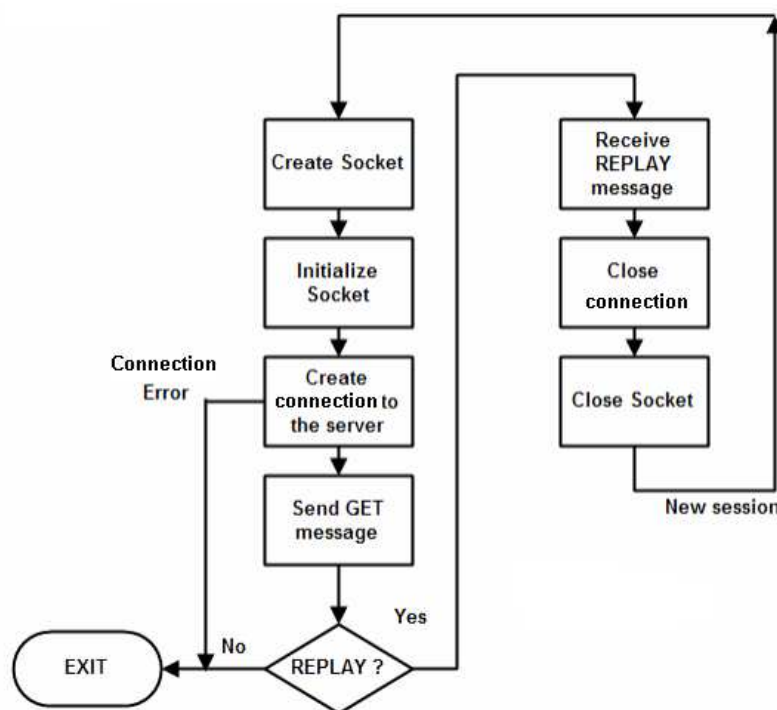 Create Socket
Initialize
Socket
Connection
Error
Create
connection to
the server
Send GET
message
Yes
No
REPLAY ?
EXIT
Receive
REPLAY
message
Close
connection
Close Socket
New session